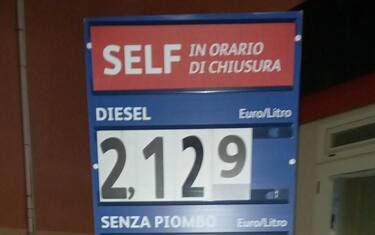 SELF IN ORARIO
DI CHIUSURA
DIESEL Euro/Litro
2,129
SENZA PIOMBO Euro/Litro